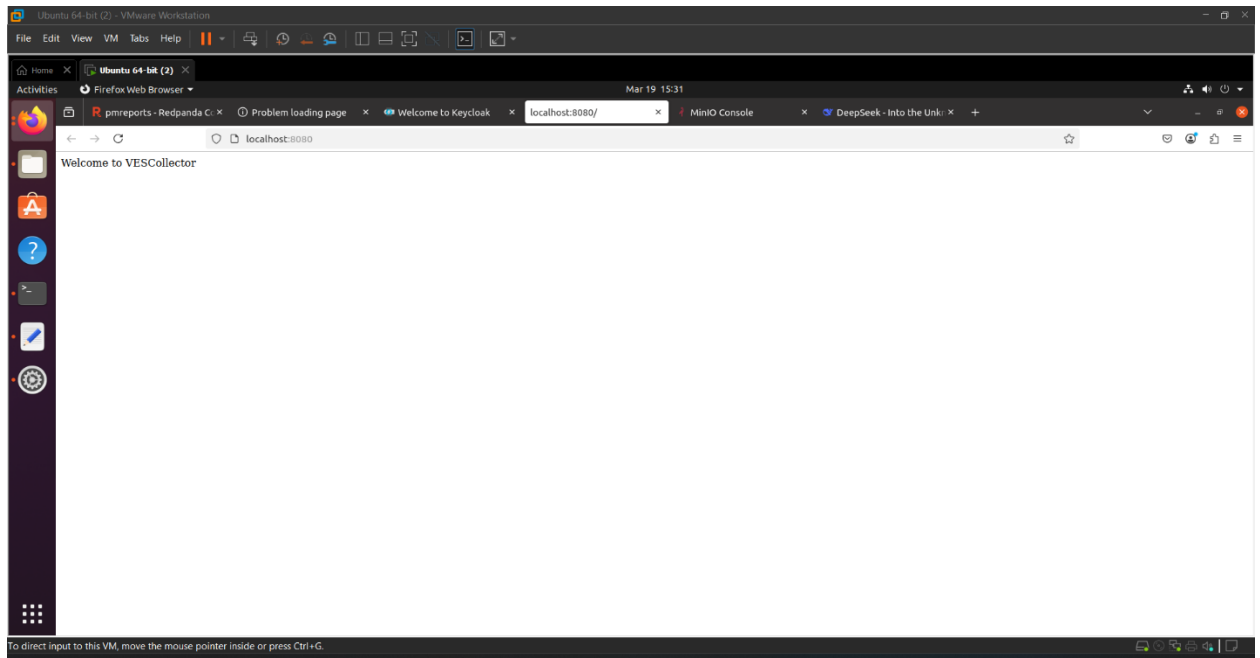 Ubuntu 64-bit (2) - VMware Workstation
File Edit View VM Tabs Help
Home Ubuntu 64-bit (2)
Activities Firefox Web Browser Mar 19 15:31
pmreports - Redpanda Co Problem loading page Welcome to Keycloak localhost:8080/ MinIO Console DeepSeek - Into the Unkn
localhost:8080
Welcome to VESCollector
To direct input to this VM, move the mouse pointer inside or press Ctrl+G.